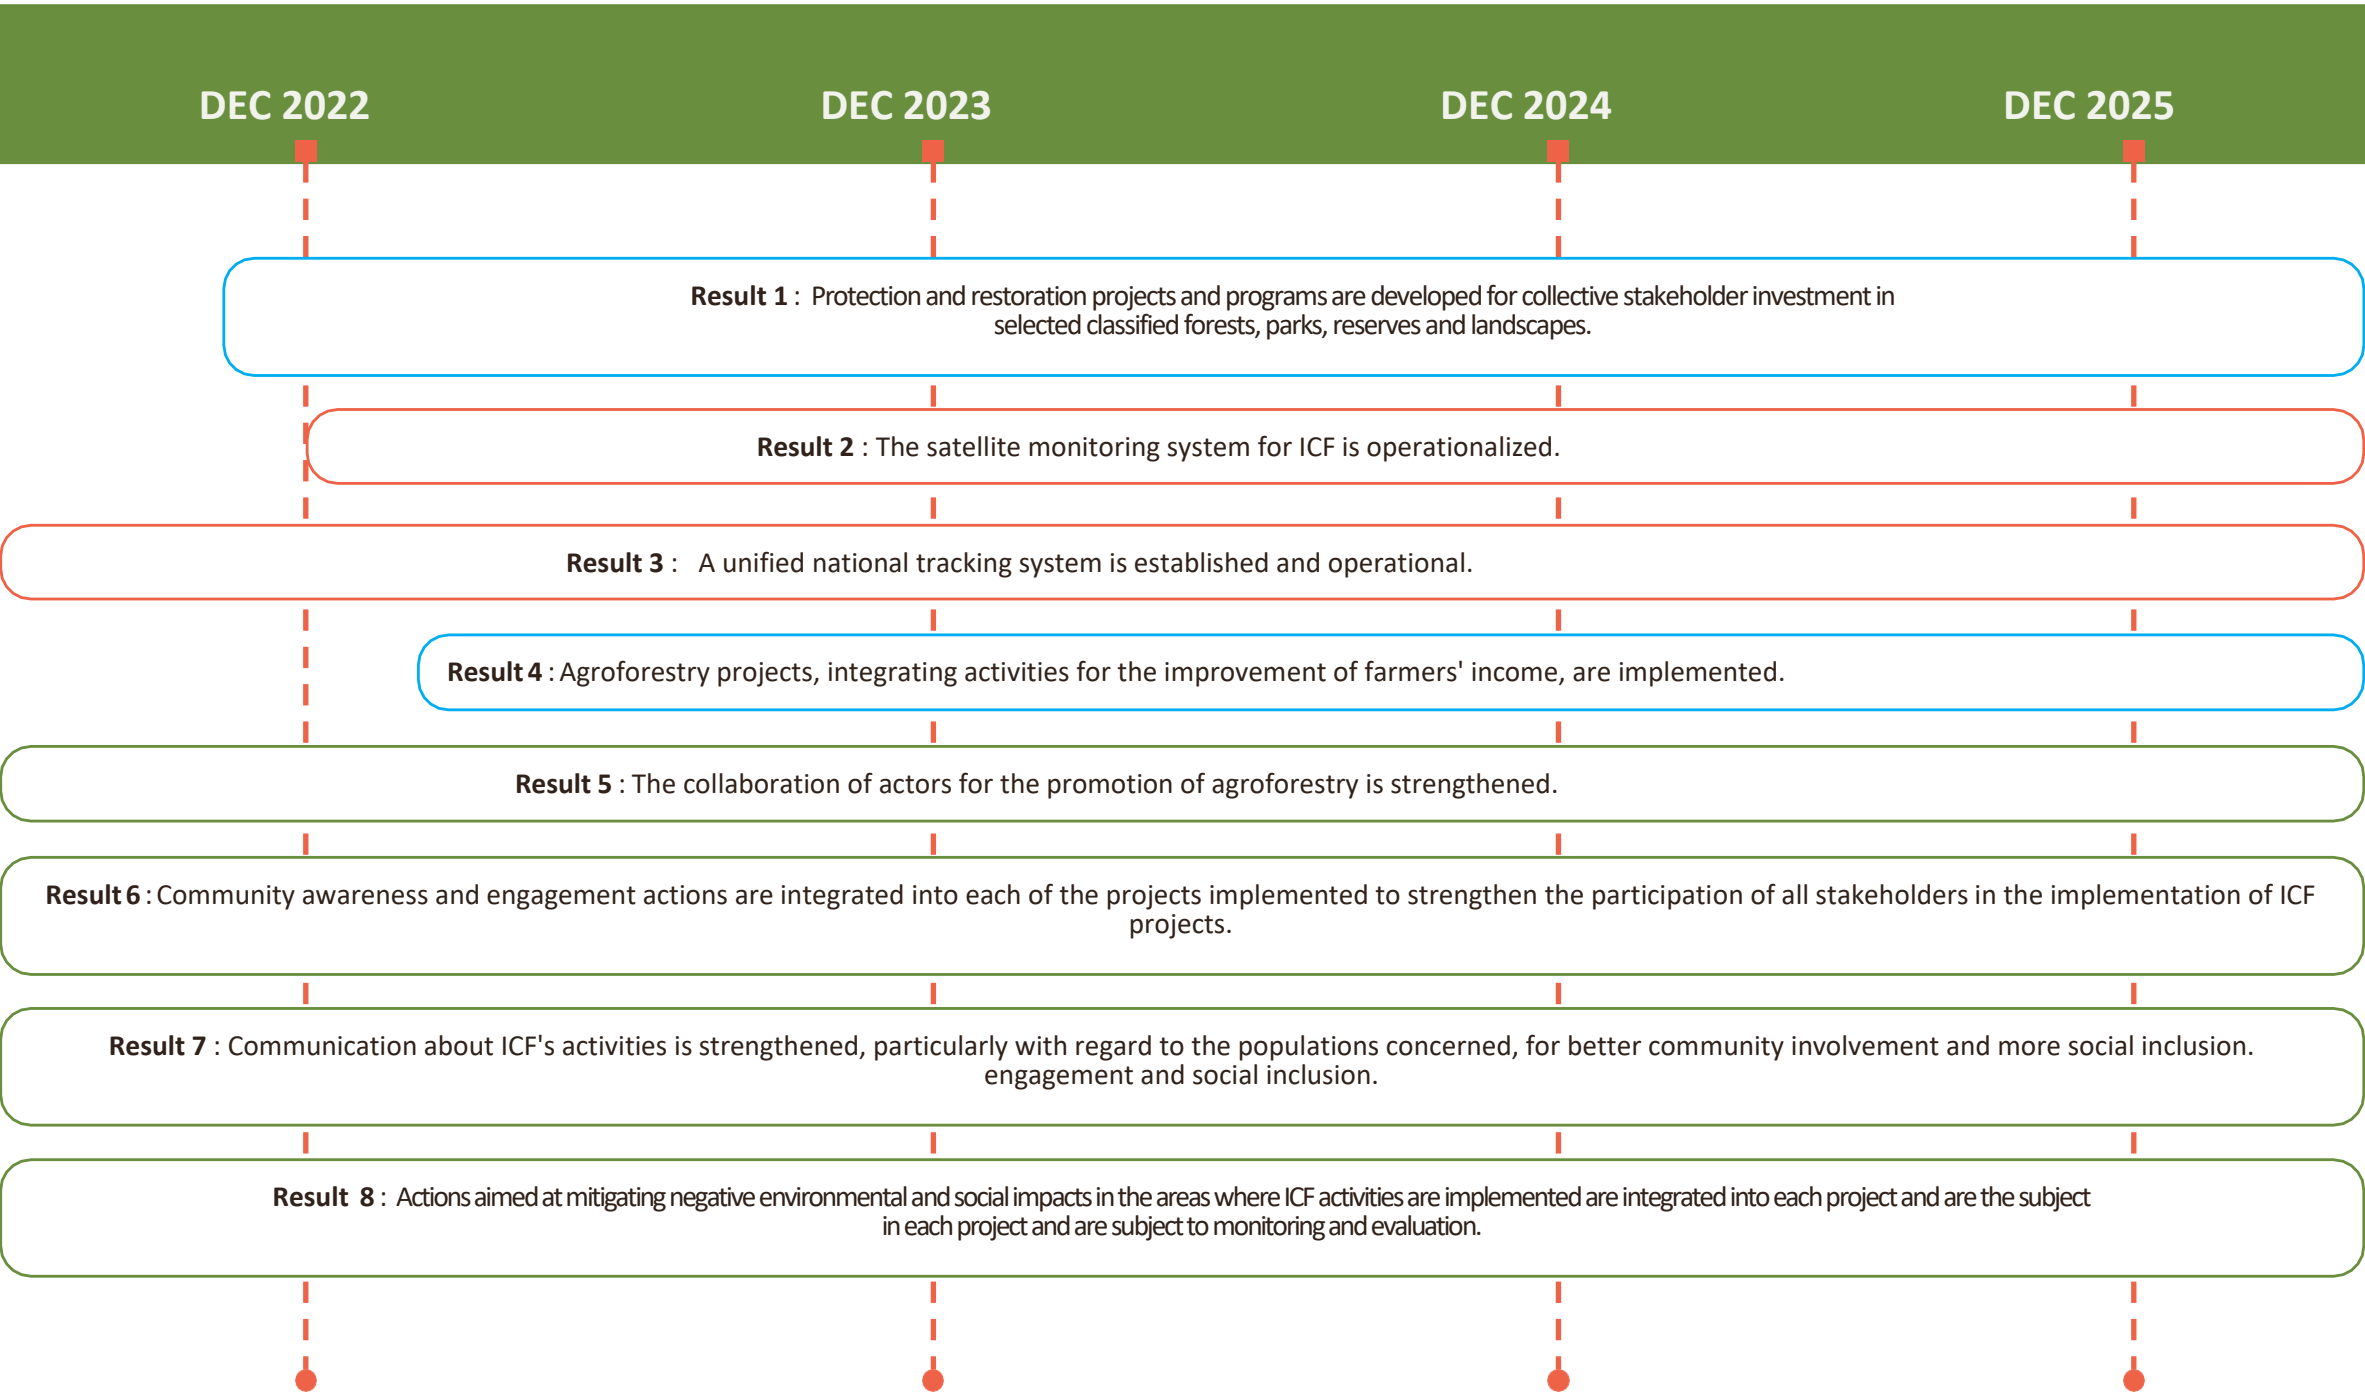 DEC 2022 DEC 2023 DEC 2024 DEC 2025
Result 1 : Protection and restoration projects and programs are developed for collective stakeholder investment in
selected classified forests, parks, reserves and landscapes.
Result 2 : The satellite monitoring system for ICF is operationalized.
Result 3 : A unified national tracking system is established and operational.
Result 4 : Agroforestry projects, integrating activities for the improvement of farmers' income, are implemented.
Result 5 : The collaboration of actors for the promotion of agroforestry is strengthened.
Result 6 : Community awareness and engagement actions are integrated into each of the projects implemented to strengthen the participation of all stakeholders in the implementation of ICF
projects.
Result 7 : Communication about ICF's activities is strengthened, particularly with regard to the populations concerned, for better community involvement and more social inclusion.
engagement and social inclusion.
Result 8 : Actions aimed at mitigating negative environmental and social impacts in the areas where ICF activities are implemented are integrated into each project and are the subject
in each project and are subject to monitoring and evaluation.